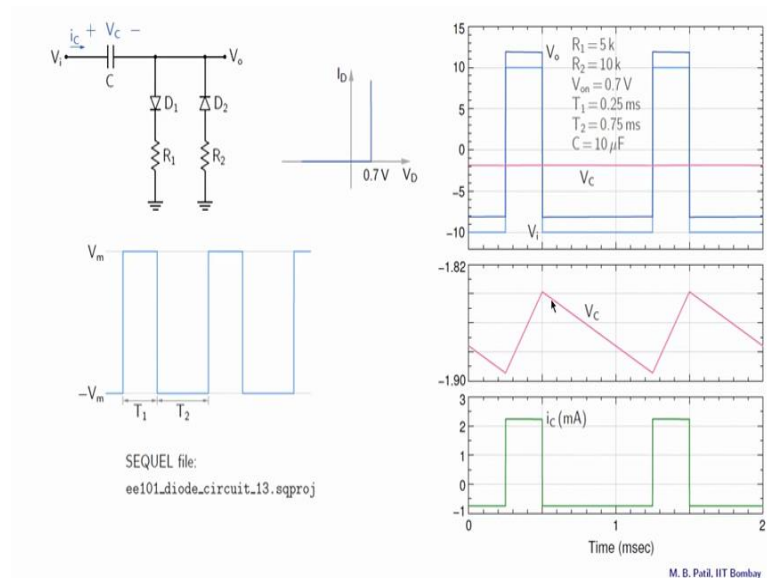 i_C + V_C −
V_i
V_o
C
D_1
D_2
R_1
R_2
I_D
0.7 V V_D
V_m
−V_m
T_1
T_2
SEQUEL file:
ee101_diode_circuit_13.sqproj
15
10
5
0
−5
−10
V_o
R_1 = 5 k
R_2 = 10 k
V_on = 0.7 V
T_1 = 0.25 ms
T_2 = 0.75 ms
C = 10 μF
V_C
V_i
−1.82
V_C
−1.90
3
2
1
0
−1
i_C (mA)
0 1 2
Time (msec)
M. B. Patil, IIT Bombay